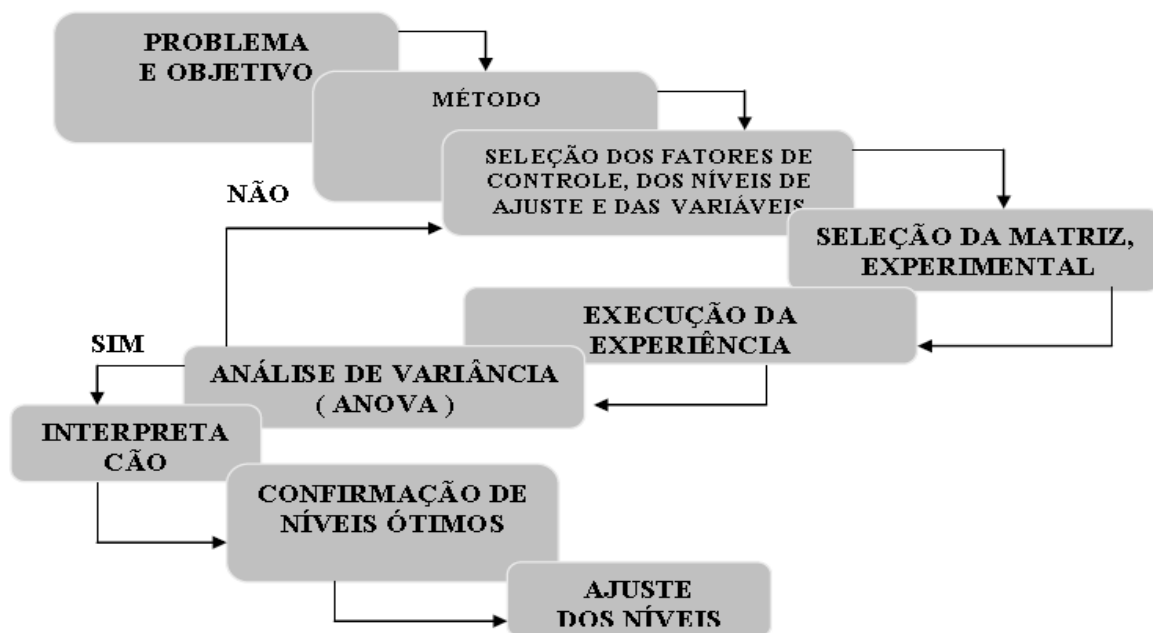 PROBLEMA
E OBJETIVO
MÉTODO
SELEÇÃO DOS FATORES DE
CONTROLE, DOS NÍVEIS DE
AJUSTE E DAS VARIÁVEIS
NÃO
SELEÇÃO DA MATRIZ,
EXPERIMENTAL
EXECUÇÃO DA
EXPERIÊNCIA
SIM
ANÁLISE DE VARIÂNCIA
( ANOVA )
INTERPRETA
CÃO
CONFIRMAÇÃO DE
NÍVEIS ÓTIMOS
AJUSTE
DOS NÍVEIS